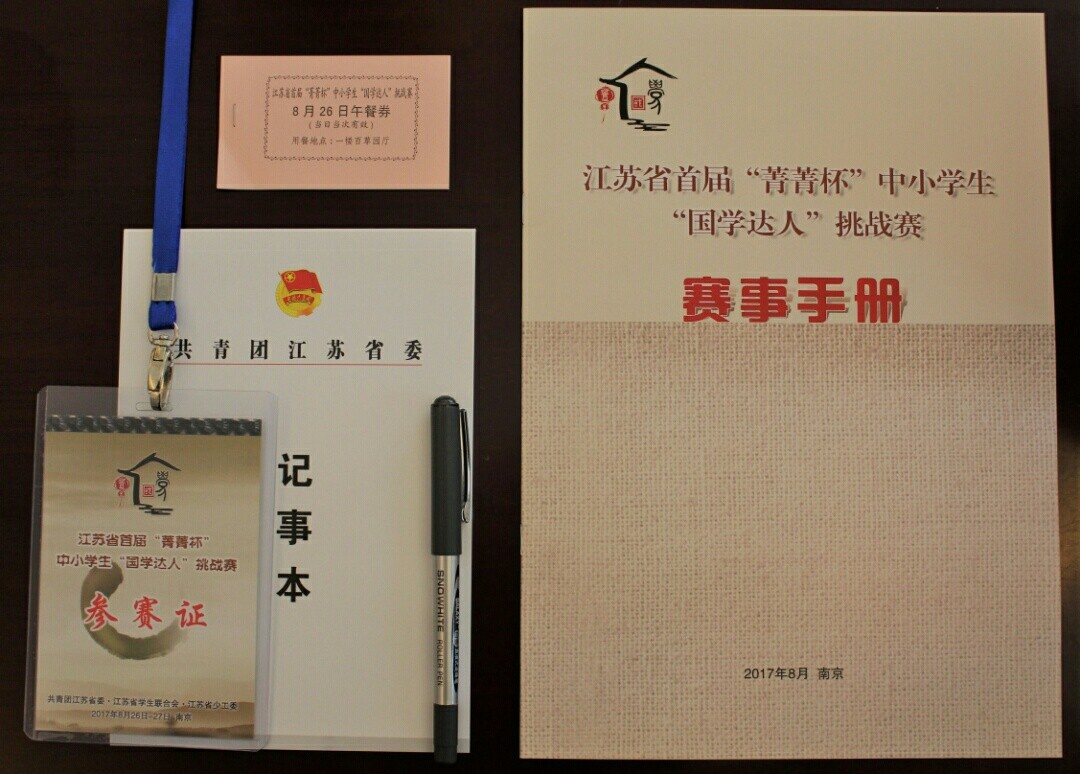 江苏省首届“菁菁杯”中小学生“国学达人”挑战赛
8月26日午餐券
(当日当次有效)
用餐地点：一楼百草园厅
共青团江苏省委
记
事
本
江苏省首届“菁菁杯”
中小学生“国学达人”挑战赛
参赛证
共青团江苏省委·江苏省学生联合会·江苏省少工委
2017年8月26日-27日 南京
SNOWHITE ROLLER PEN
學
江苏省首届“菁菁杯”中小学生
“国学达人”挑战赛
赛事手册
2017年8月 南京